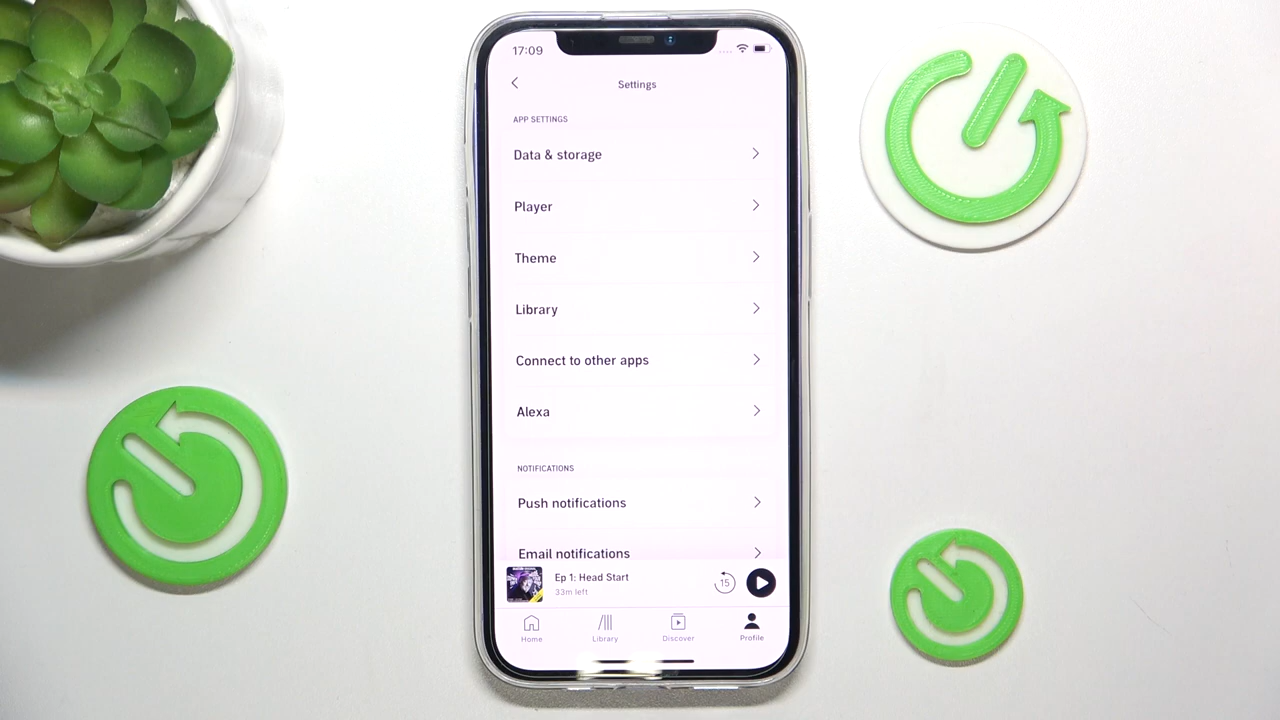 17:09
Settings
APP SETTINGS
Data & storage
Player
Theme
Library
Connect to other apps
Alexa
NOTIFICATIONS
Push notifications
Email notifications
Ep 1: Head Start
33m left
15
Home
Library
Discover
Profile